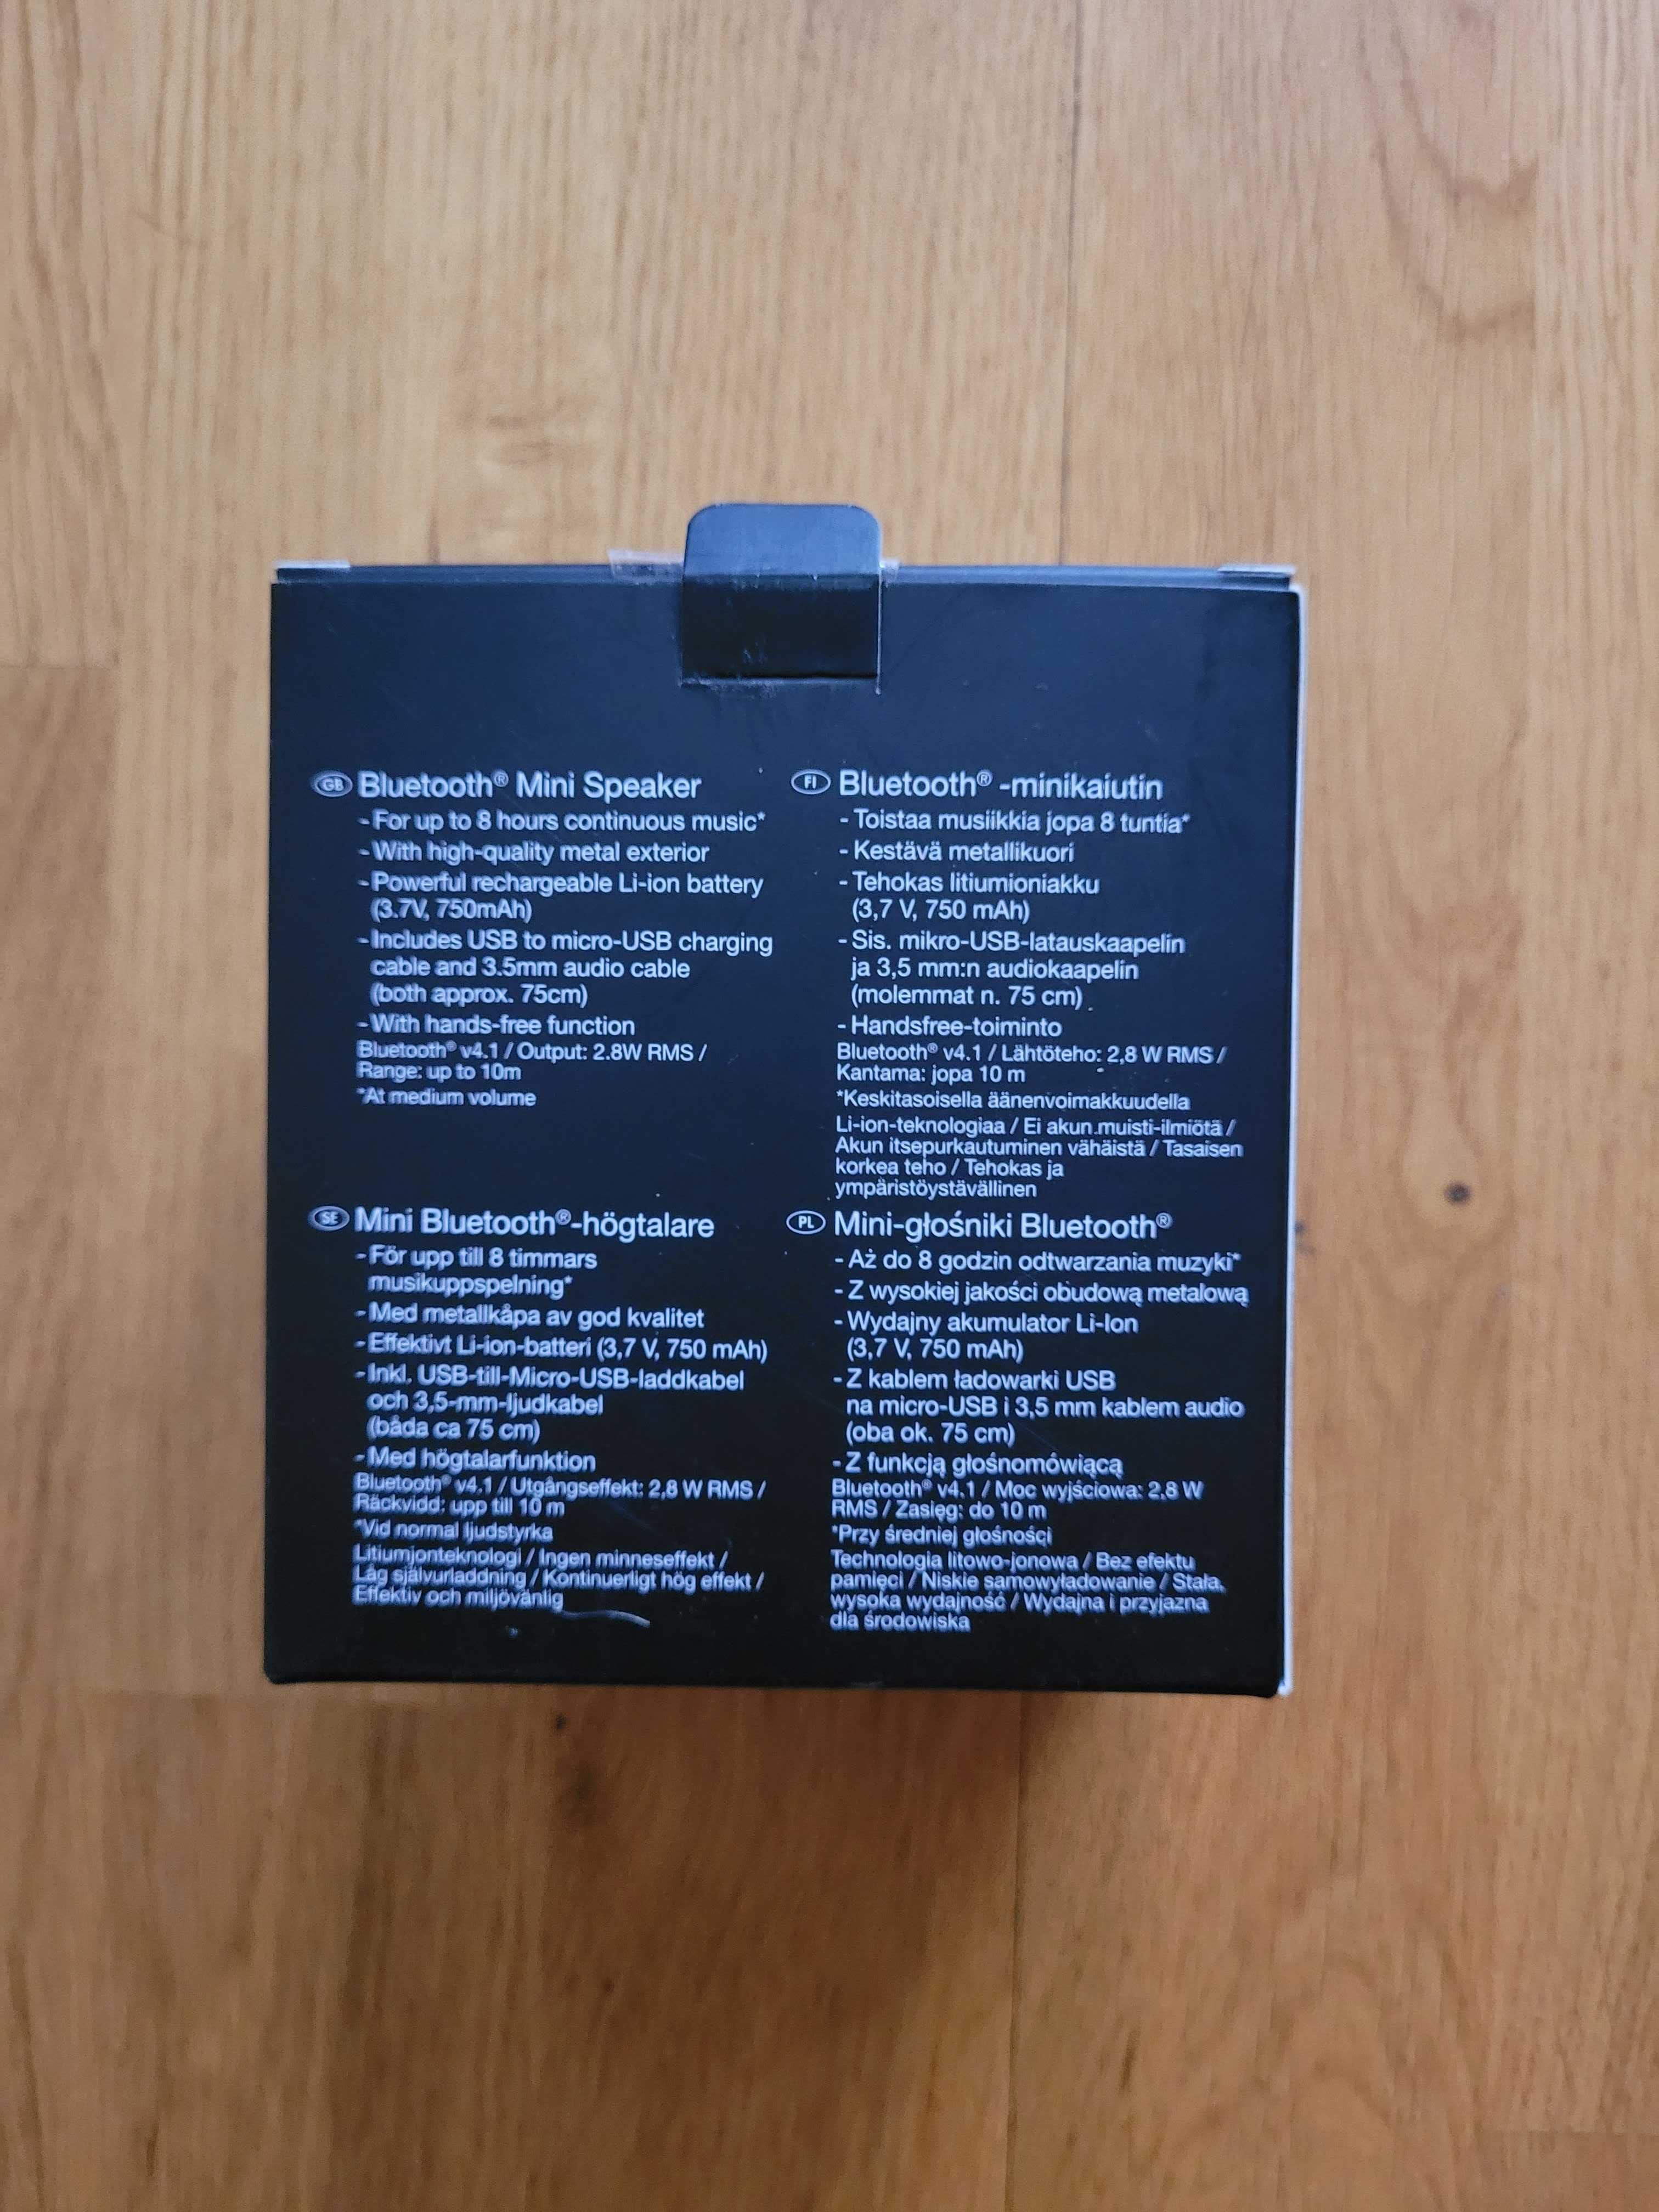 GB Bluetooth® Mini Speaker
- For up to 8 hours continuous music*
- With high-quality metal exterior
- Powerful rechargeable Li-ion battery
(3.7V, 750mAh)
- Includes USB to micro-USB charging
cable and 3.5mm audio cable
(both approx. 75cm)
- With hands-free function
Bluetooth® v4.1 / Output: 2.8W RMS /
Range: up to 10m
*At medium volume
FI Bluetooth® -minikaiutin
- Toistaa musiikkia jopa 8 tuntia*
- Kestävä metallikuori
- Tehokas litiumioniakku
(3,7 V, 750 mAh)
- Sis. mikro-USB-latauskaapelin
ja 3,5 mm:n audiokaapelin
(molemmat n. 75 cm)
- Handsfree-toiminto
Bluetooth® v4.1 / Lähtöteho: 2,8 W RMS /
Kantama: jopa 10 m
*Keskitasoisella äänenvoimakkuudella
Li-ion-teknologiaa / Ei akun muisti-ilmiötä /
Akun itsepurkautuminen vähäistä / Tasaisen
korkea teho / Tehokas ja
ympäristöystävällinen
SE Mini Bluetooth®-högtalare
- För upp till 8 timmars
musikuppspelning*
- Med metallkåpa av god kvalitet
- Effektivt Li-ion-batteri (3,7 V, 750 mAh)
- Inkl. USB-till-Micro-USB-laddkabel
och 3,5-mm-ljudkabel
(båda ca 75 cm)
- Med högtalarfunktion
Bluetooth® v4.1 / Utgångseffekt: 2,8 W RMS /
Räckvidd: upp till 10 m
*Vid normal ljudstyrka
Litiumjonteknologi / Ingen minneseffekt /
Låg självurladdning / Kontinuerligt hög effekt /
Effektiv och miljövänlig
PL Mini-głośniki Bluetooth®
- Aż do 8 godzin odtwarzania muzyki*
- Z wysokiej jakości obudową metalową
- Wydajny akumulator Li-Ion
(3,7 V, 750 mAh)
- Z kablem ładowarki USB
na micro-USB i 3,5 mm kablem audio
(oba ok. 75 cm)
- Z funkcją głośnomówiącą
Bluetooth® v4.1 / Moc wyjściowa: 2,8 W
RMS / Zasięg: do 10 m
*Przy średniej głośności
Technologia litowo-jonowa / Bez efektu
pamięci / Niskie samowyładowanie / Stała,
wysoka wydajność / Wydajna i przyjazna
dla środowiska